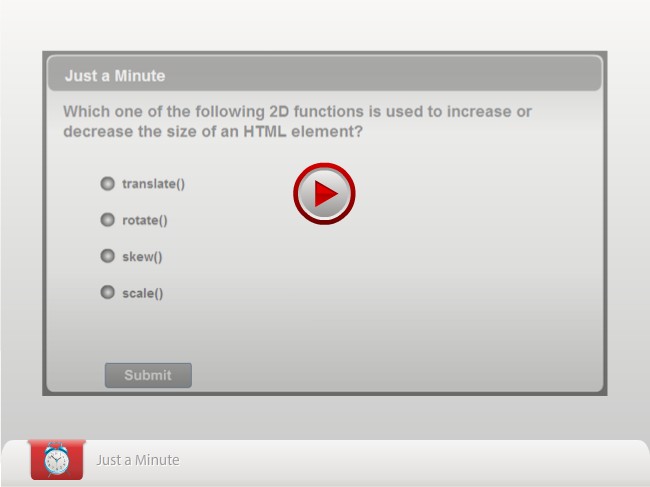 Just a Minute
Which one of the following 2D functions is used to increase or
decrease the size of an HTML element?
translate()
rotate()
skew()
scale()
Submit
Just a Minute